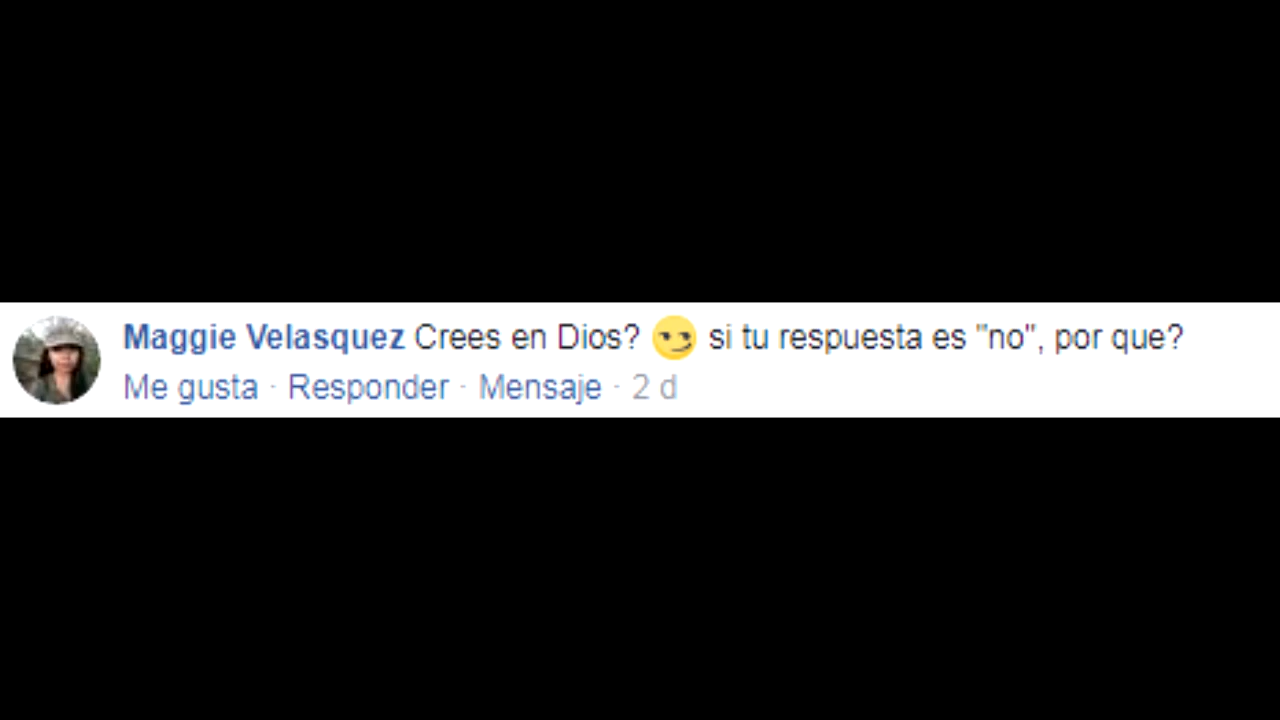 Maggie Velasquez Crees en Dios? 😏 si tu respuesta es "no", por que?
Me gusta · Responder · Mensaje · 2 d